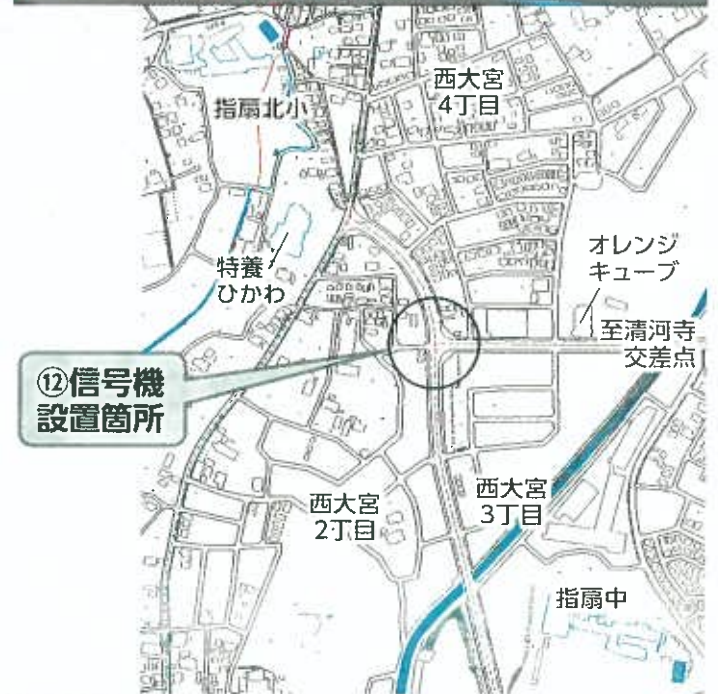 西大宮
4丁目
指扇北小
オレンジ
キューブ
特養
ひかわ
至清河寺
交差点
⑫信号機
設置箇所
西大宮
2丁目
西大宮
3丁目
指扇中